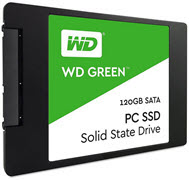 WD
WD GREEN™
120GB SATA
PC SSD
Solid State Drive